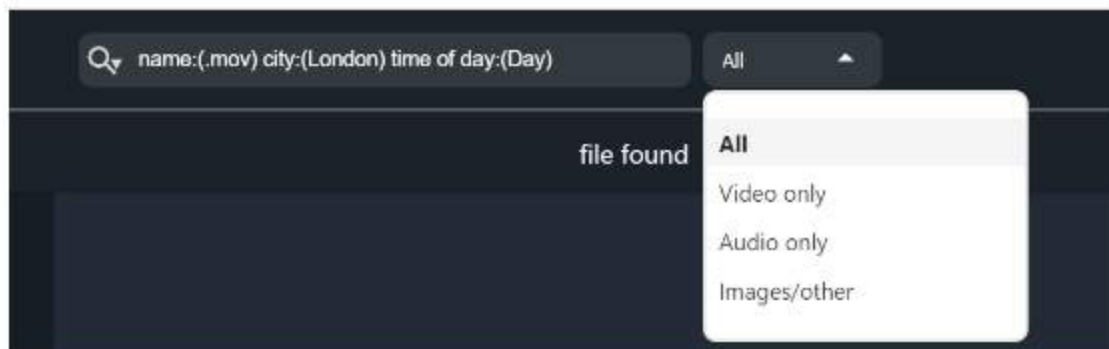 name:(.mov) city:(London) time of day:(Day)
All
file found
All
Video only
Audio only
Images/other